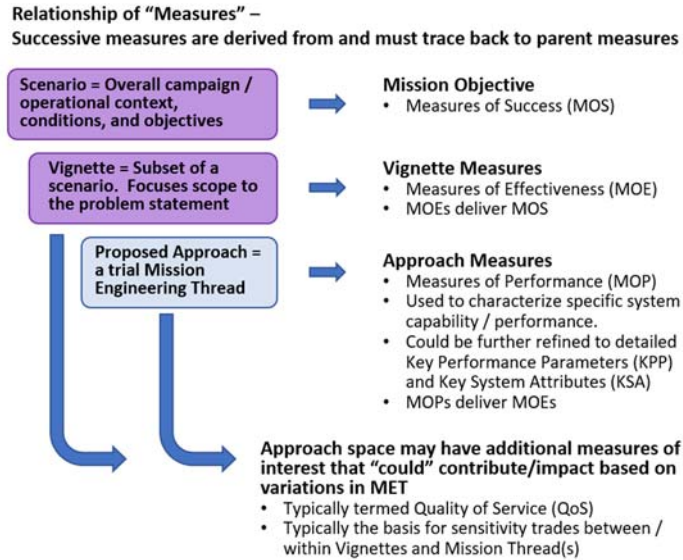 Relationship of “Measures” –
Successive measures are derived from and must trace back to parent measures
Scenario = Overall campaign /
operational context,
conditions, and objectives
Mission Objective
• Measures of Success (MOS)
Vignette = Subset of a
scenario. Focuses scope to
the problem statement
Vignette Measures
• Measures of Effectiveness (MOE)
• MOEs deliver MOS
Proposed Approach =
a trial Mission
Engineering Thread
Approach Measures
• Measures of Performance (MOP)
• Used to characterize specific system
capability / performance.
• Could be further refined to detailed
Key Performance Parameters (KPP)
and Key System Attributes (KSA)
• MOPs deliver MOEs
Approach space may have additional measures of
interest that “could” contribute/impact based on
variations in MET
• Typically termed Quality of Service (QoS)
• Typically the basis for sensitivity trades between /
within Vignettes and Mission Thread(s)